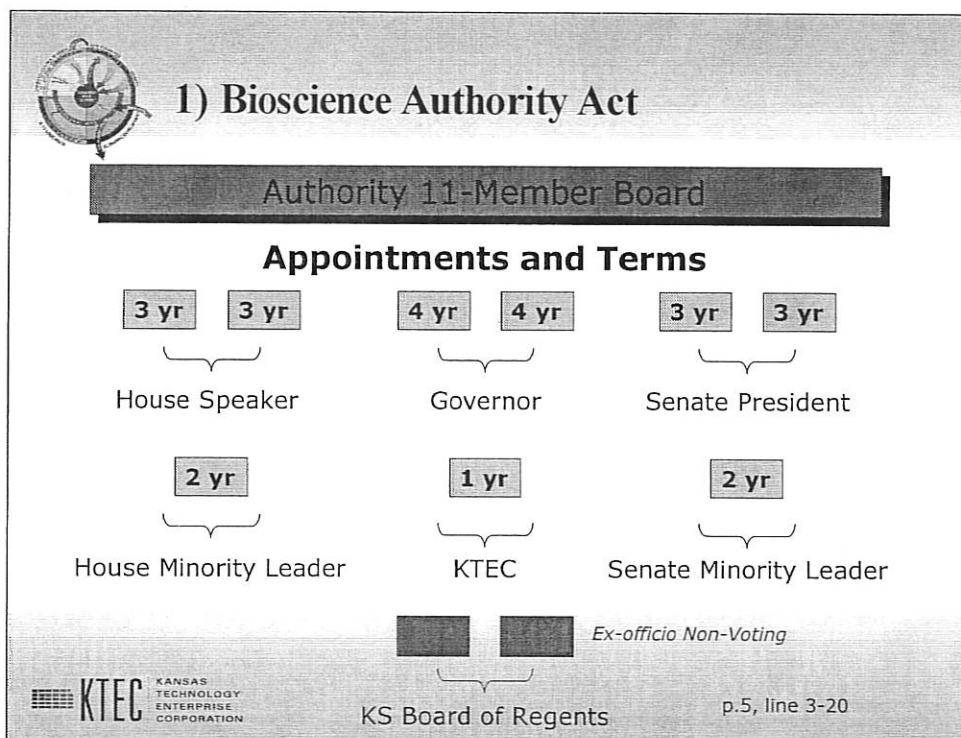 1) Bioscience Authority Act
Authority 11-Member Board
Appointments and Terms
3 yr 3 yr 4 yr 4 yr 3 yr 3 yr
House Speaker Governor Senate President
2 yr 1 yr 2 yr
House Minority Leader KTEC Senate Minority Leader
Ex-officio Non-Voting
KS Board of Regents
KTEC
KANSAS
TECHNOLOGY
ENTERPRISE
CORPORATION
p.5, line 3-20